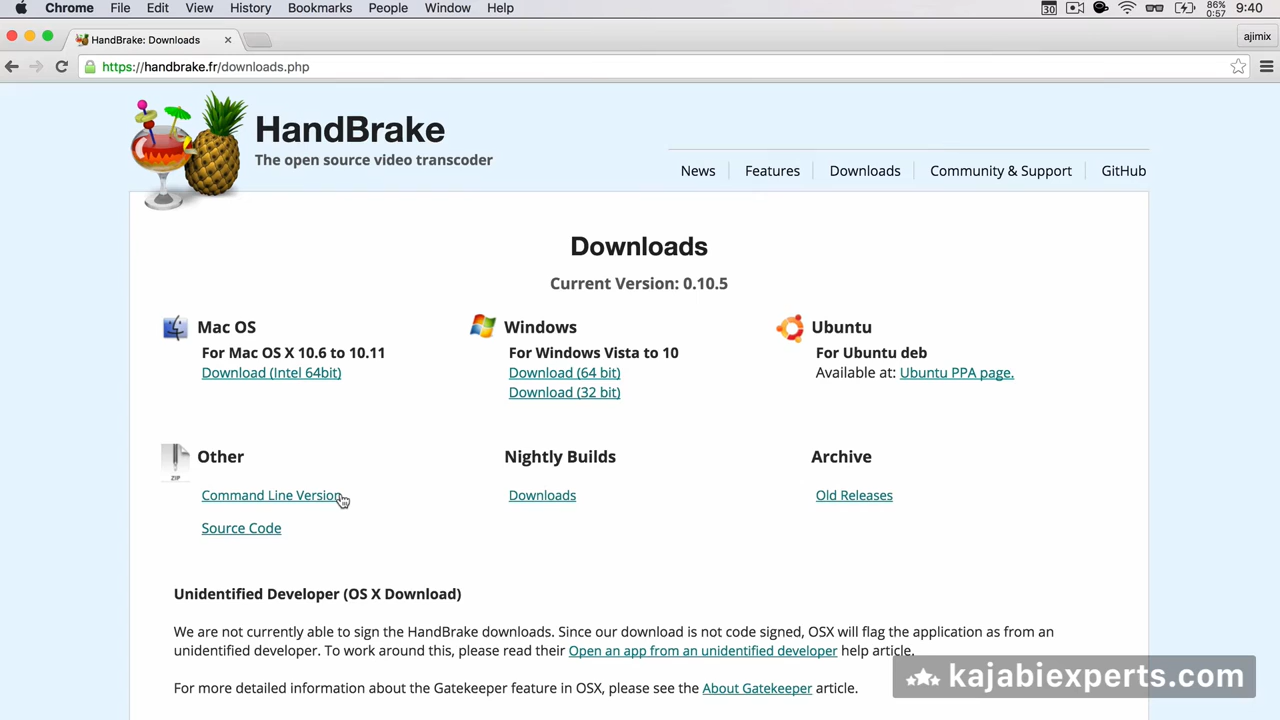 Chrome File Edit View History Bookmarks People Window Help
30 86% 0:57 9:40
HandBrake: Downloads
ajimix
https://handbrake.fr/downloads.php
HandBrake
The open source video transcoder
News Features Downloads Community & Support GitHub
Downloads
Current Version: 0.10.5
Mac OS
For Mac OS X 10.6 to 10.11
Download (Intel 64bit)
Windows
For Windows Vista to 10
Download (64 bit)
Download (32 bit)
Ubuntu
For Ubuntu deb
Available at: Ubuntu PPA page.
ZIP
Other
Command Line Version
Source Code
Nightly Builds
Downloads
Archive
Old Releases
Unidentified Developer (OS X Download)
We are not currently able to sign the HandBrake downloads. Since our download is not code signed, OSX will flag the application as from an
unidentified developer. To work around this, please read their Open an app from an unidentified developer help article.
For more detailed information about the Gatekeeper feature in OSX, please see the About Gatekeeper article.
kajabiexperts.com